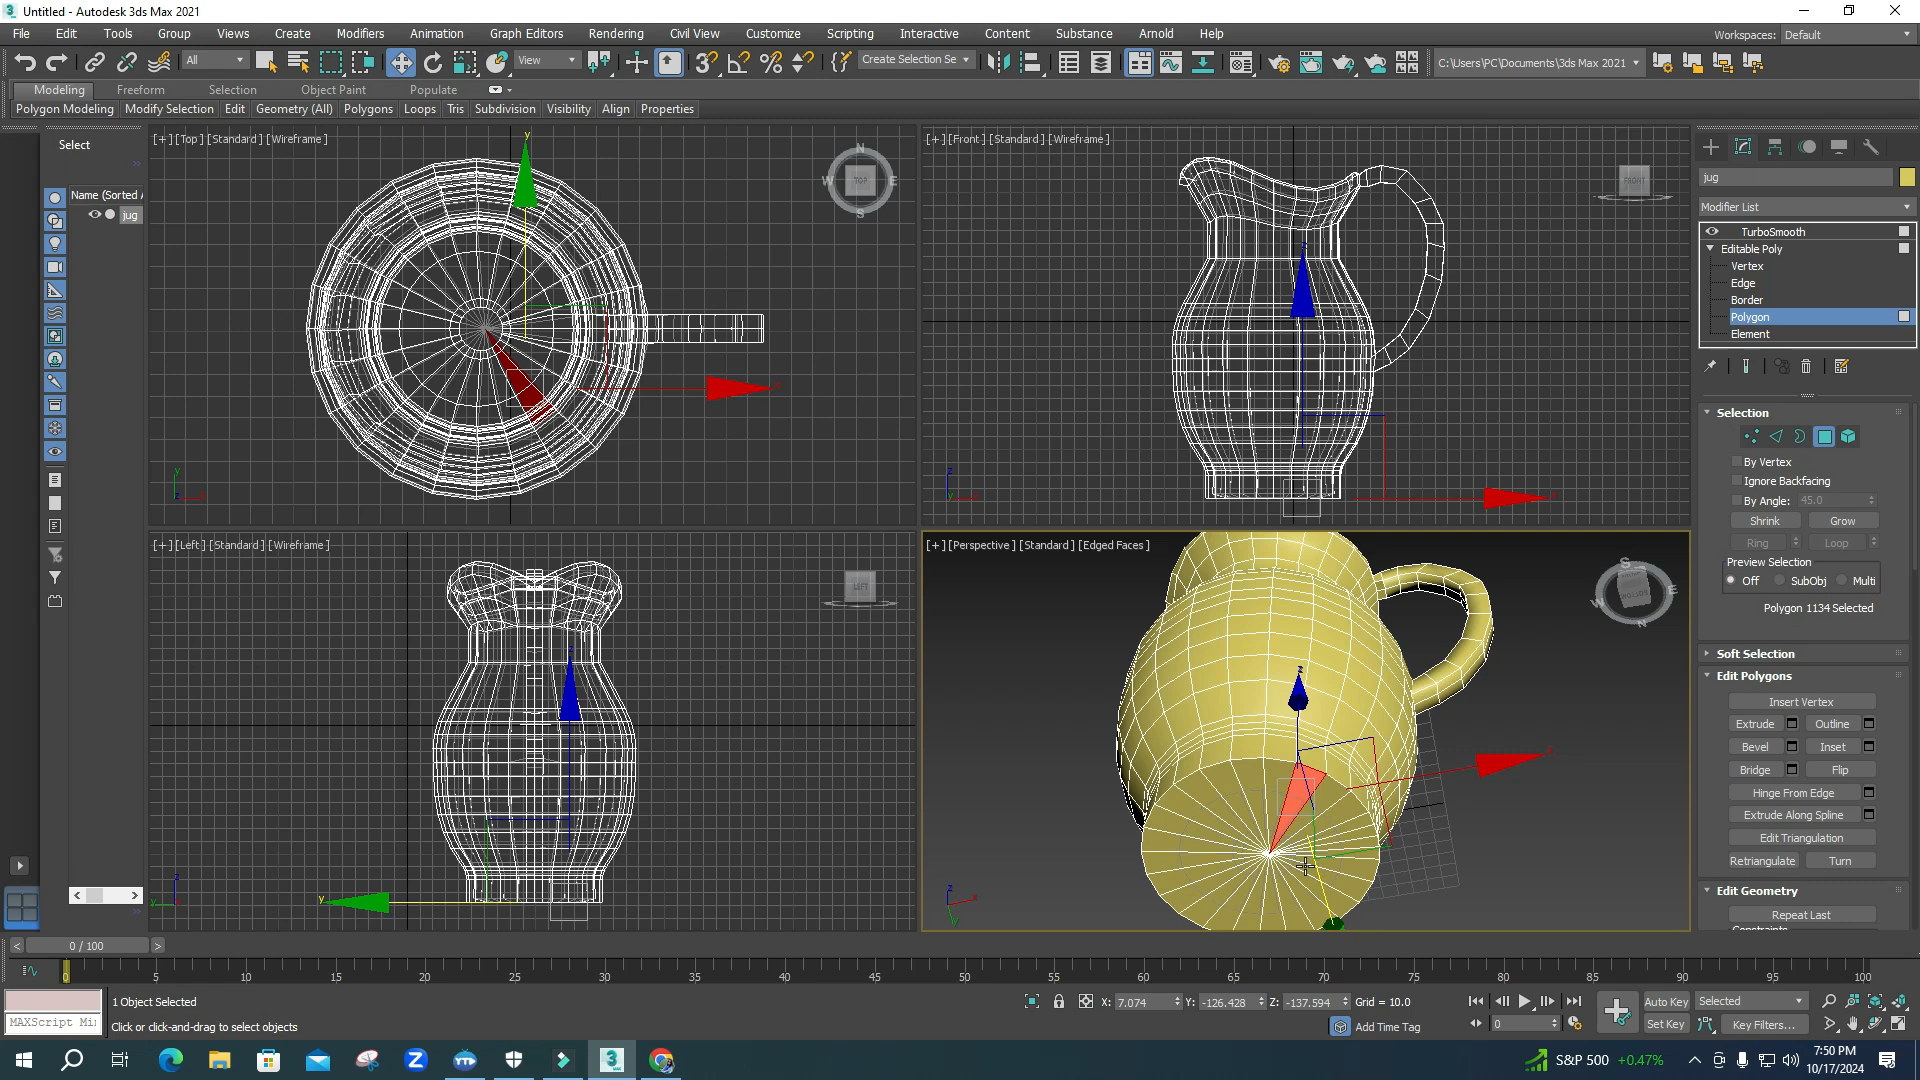 Untitled - Autodesk 3ds Max 2021
File Edit Tools Group Views Create Modifiers Animation Graph Editors Rendering Civil View Customize Scripting Interactive Content Substance Arnold Help
Workspaces: Default
All View Create Selection Se C:\Users\PC\Documents\3ds Max 2021
Modeling Freeform Selection Object Paint Populate
Polygon Modeling Modify Selection Edit Geometry (All) Polygons Loops Tris Subdivision Visibility Align Properties
Select
Name (Sorted A
jug
[+] [Top] [Standard] [Wireframe]
N
W TOP E
S
y
x
[+] [Front] [Standard] [Wireframe]
FRONT
[+] [Left] [Standard] [Wireframe]
LEFT
[+] [Perspective] [Standard] [Edged Faces]
S
E
W
N
z
jug
Modifier List
TurboSmooth
Editable Poly
Vertex
Edge
Border
Polygon
Element
Selection
By Vertex
Ignore Backfacing
By Angle: 45.0
Shrink Grow
Ring Loop
Preview Selection
Off SubObj Multi
Polygon 1134 Selected
Soft Selection
Edit Polygons
Insert Vertex
Extrude Outline
Bevel Inset
Bridge Flip
Hinge From Edge
Extrude Along Spline
Edit Triangulation
Retriangulate Turn
Edit Geometry
Repeat Last
Constraints
< >
< 0 / 100 >
0 5 10 15 20 25 30 35 40 45 50 55 60 65 70 75 80 85 90 95 100
1 Object Selected
X: 7.074 Y: -126.428 Z: -137.594 Grid = 10.0
Auto Key Selected
MAXScript Mi
Click or click-and-drag to select objects
Add Time Tag
0
Set Key Key Filters...
S&P 500 +0.47%
7:50 PM
10/17/2024